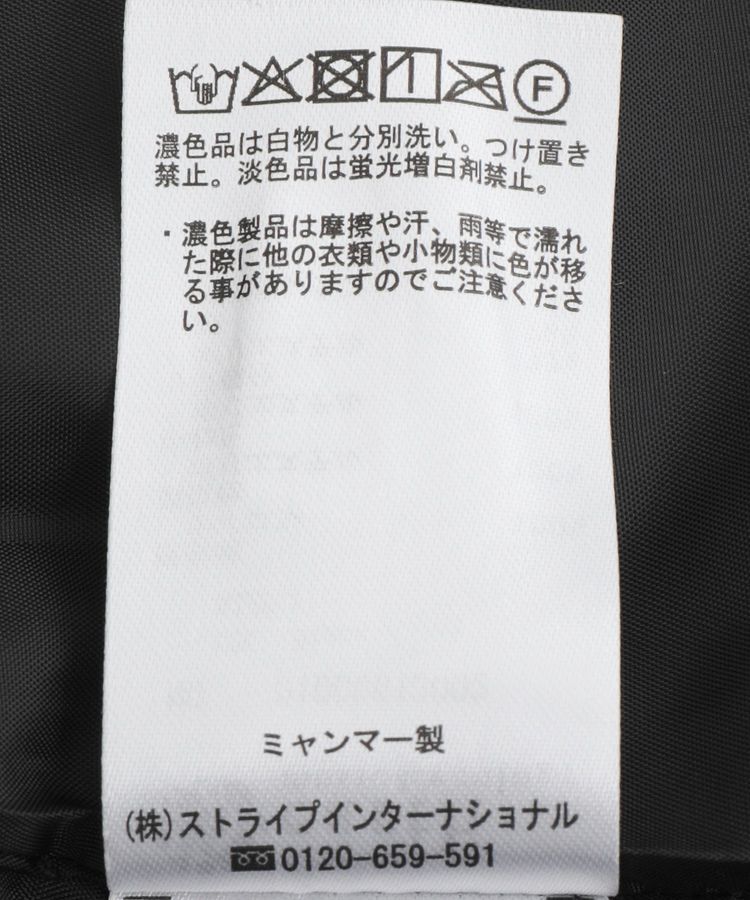 F
濃色品は白物と分別洗い。つけ置き
禁止。淡色品は蛍光増白剤禁止。
・濃色製品は摩擦や汗、雨等で濡れ
た際に他の衣類や小物類に色が移
る事がありますのでご注意くださ
い。
ミャンマー製
(株)ストライプインターナショナル
0120-659-591